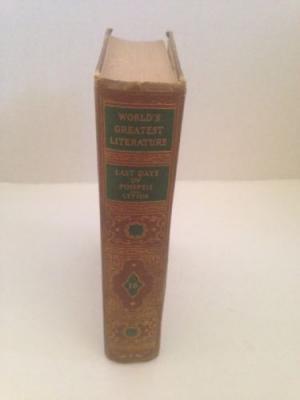 WORLD'S
GREATEST
LITERATURE
LAST DAYS
OF
POMPEII
LYTTON